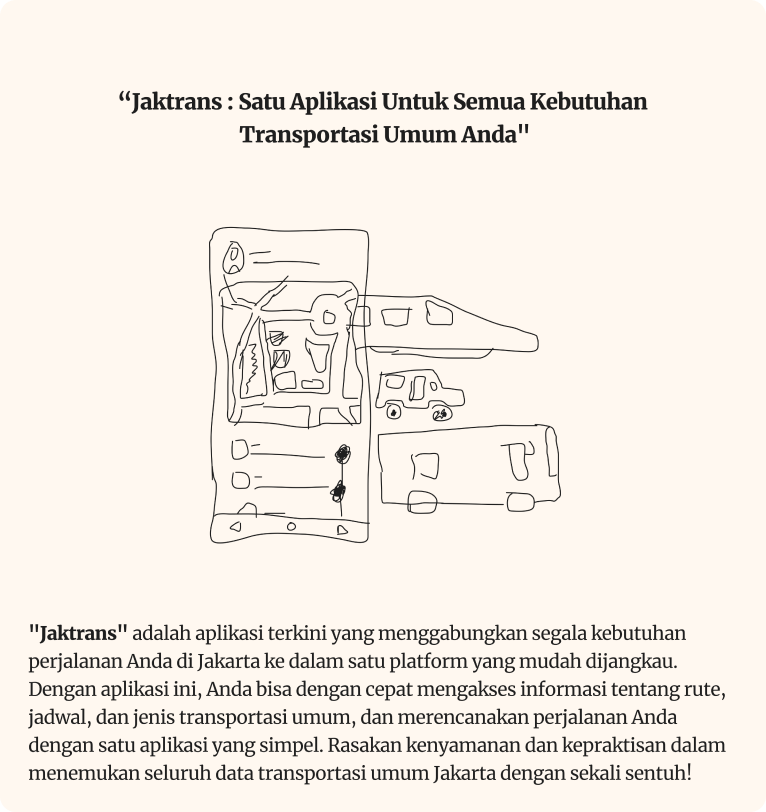 “Jaktrans : Satu Aplikasi Untuk Semua Kebutuhan
Transportasi Umum Anda"
"Jaktrans" adalah aplikasi terkini yang menggabungkan segala kebutuhan
perjalanan Anda di Jakarta ke dalam satu platform yang mudah dijangkau.
Dengan aplikasi ini, Anda bisa dengan cepat mengakses informasi tentang rute,
jadwal, dan jenis transportasi umum, dan merencanakan perjalanan Anda
dengan satu aplikasi yang simpel. Rasakan kenyamanan dan kepraktisan dalam
menemukan seluruh data transportasi umum Jakarta dengan sekali sentuh!